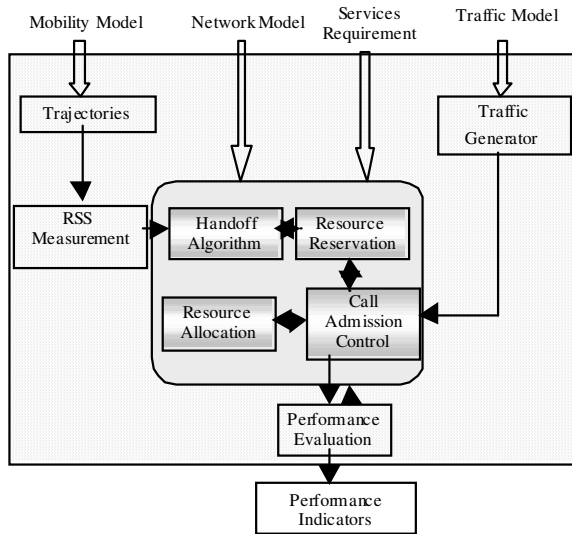 Mobility Model
Network Model
Services
Requirement
Traffic Model
Trajectories
Traffic
Generator
RSS
Measurement
Handoff
Algorithm
Resource
Reservation
Resource
Allocation
Call
Admission
Control
Performance
Evaluation
Performance
Indicators